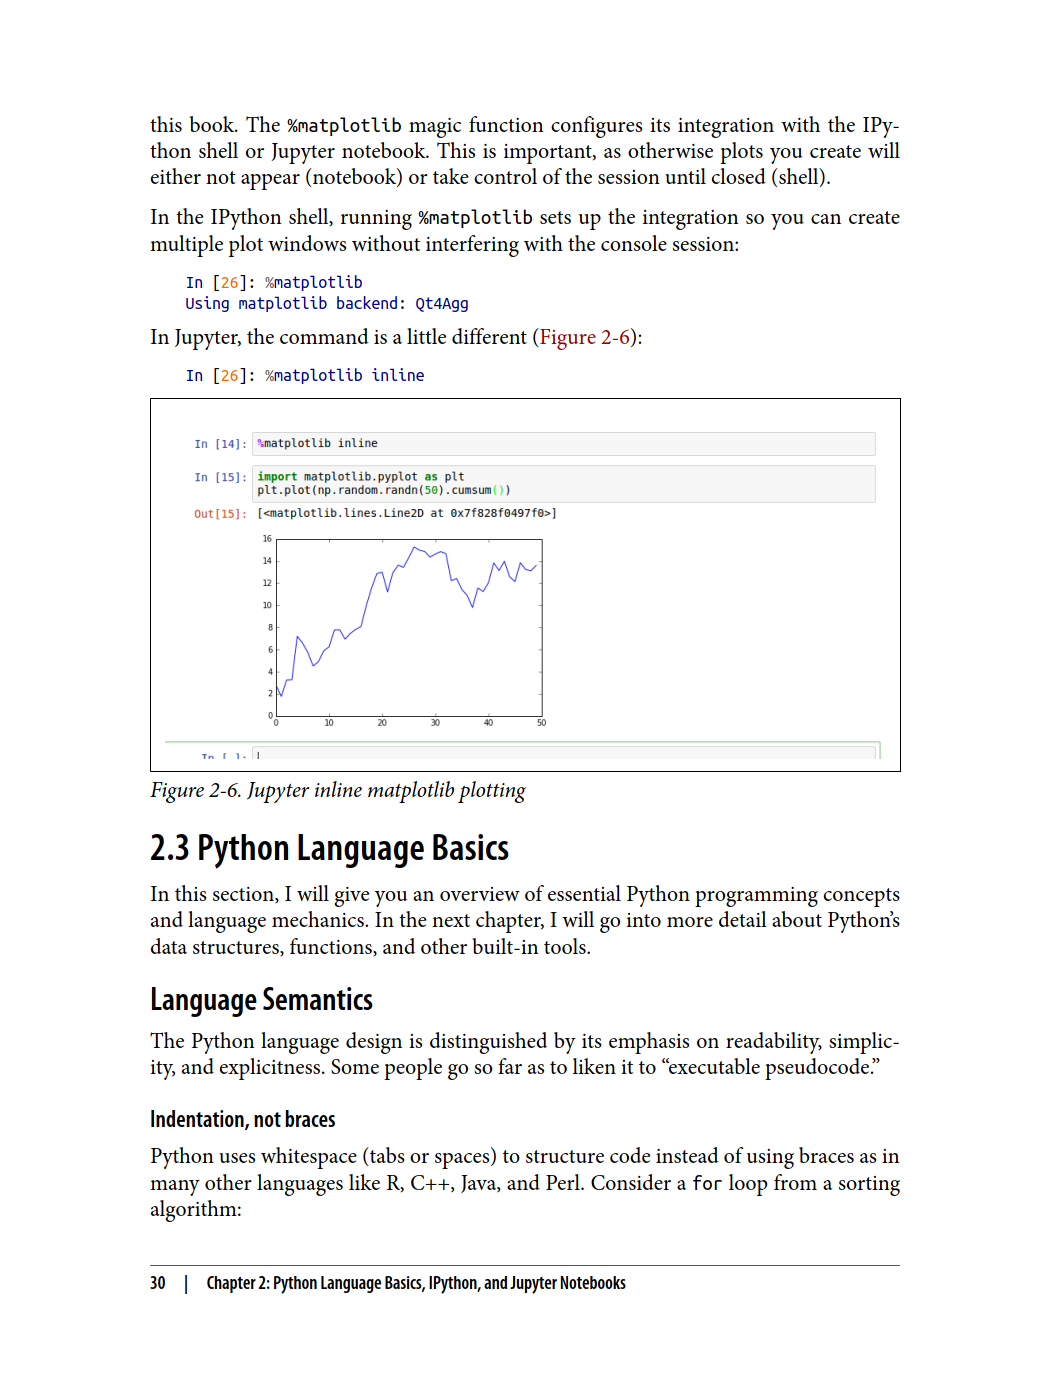 this book. The %matplotlib magic function configures its integration with the IPy-
thon shell or Jupyter notebook. This is important, as otherwise plots you create will
either not appear (notebook) or take control of the session until closed (shell).
In the IPython shell, running %matplotlib sets up the integration so you can create
multiple plot windows without interfering with the console session:
In [26]: %matplotlib
Using matplotlib backend: Qt4Agg
In Jupyter, the command is a little different (Figure 2-6):
In [26]: %matplotlib inline
In [14]: %matplotlib inline
In [15]: import matplotlib.pyplot as plt
plt.plot(np.random.randn(50).cumsum())
Out[15]: [<matplotlib.lines.Line2D at 0x7f828f0497f0>]
16
14
12
10
8
6
4
2
0
0 10 20 30 40 50
In [ ]:
Figure 2-6. Jupyter inline matplotlib plotting
2.3 Python Language Basics
In this section, I will give you an overview of essential Python programming concepts
and language mechanics. In the next chapter, I will go into more detail about Python’s
data structures, functions, and other built-in tools.
Language Semantics
The Python language design is distinguished by its emphasis on readability, simplic-
ity, and explicitness. Some people go so far as to liken it to “executable pseudocode.”
Indentation, not braces
Python uses whitespace (tabs or spaces) to structure code instead of using braces as in
many other languages like R, C++, Java, and Perl. Consider a for loop from a sorting
algorithm:
30 | Chapter 2: Python Language Basics, IPython, and Jupyter Notebooks